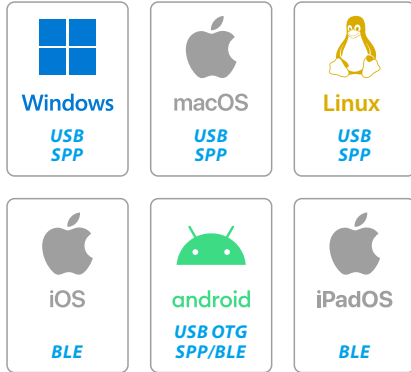 Windows
USB
SPP
macOS
USB
SPP
Linux
USB
SPP
iOS
BLE
android
USB OTG
SPP/BLE
iPadOS
BLE